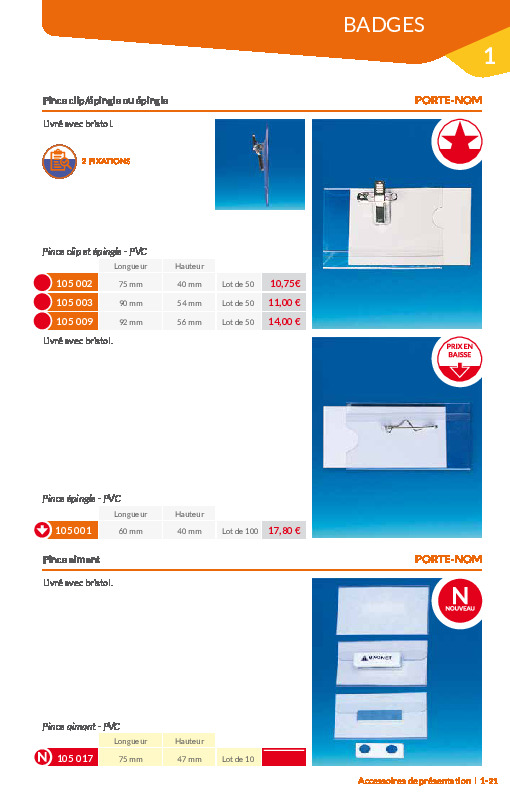 BADGES
1
Pince clip/épingle ou épingle
PORTE-NOM
Livré avec bristol.
2 FIXATIONS
Pince clip et épingle - PVC
Longueur Hauteur
105 002 75 mm 40 mm Lot de 50 10,75 €
105 003 90 mm 54 mm Lot de 50 11,00 €
105 009 92 mm 56 mm Lot de 50 14,00 €
Livré avec bristol.
PRIX EN
BAISSE
Pince épingle - PVC
Longueur Hauteur
105 001 60 mm 40 mm Lot de 100 17,80 €
Pince aimant
PORTE-NOM
Livré avec bristol.
N
NOUVEAU
Pince aimant - PVC
Longueur Hauteur
N 105 017 75 mm 47 mm Lot de 10
Accessoires de présentation | 1-21